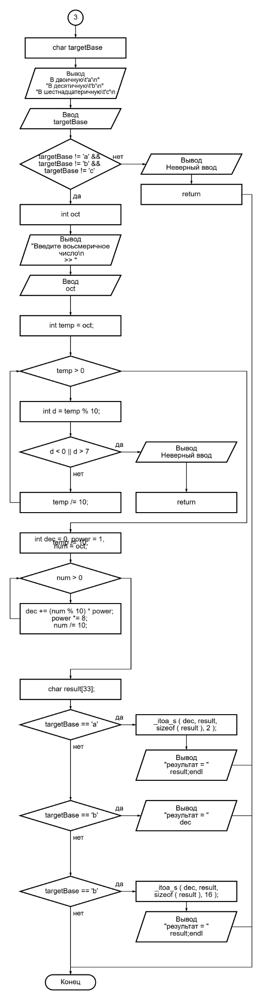 3
char targetBase
Вывод
В двоичную\t'a'\n"
"В десятичную\t'b'\n"
"В шестнадцатеричную\t'c'\n
Ввод
targetBase
targetBase != 'a' &&
targetBase != 'b' &&
targetBase != 'c'
нет
Вывод
Неверный ввод
return
да
int oct
Вывод
"Введите воьсмеричное
число\n
>> "
Ввод
oct
int temp = oct;
temp > 0
int d = temp % 10;
d < 0 || d > 7
да
Вывод
Неверный ввод
нет
temp /= 10;
return
int dec = 0, power = 1,
temp /= 10;
num = oct;
num > 0
dec += (num % 10) * power;
power *= 8;
num /= 10;
char result[33];
targetBase == 'a'
да
_itoa_s ( dec, result,
sizeof ( result ), 2 );
нет
Вывод
"результат = "
result;endl
targetBase == 'b'
да
Вывод
"результат = "
dec
нет
targetBase == 'b'
да
_itoa_s ( dec, result,
sizeof ( result ), 16 );
нет
Вывод
"результат = "
result;endl
Конец